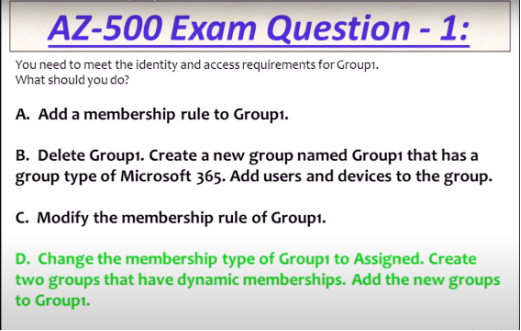 AZ-500 Exam Question - 1:
You need to meet the identity and access requirements for Group1.
What should you do?
A. Add a membership rule to Group1.
B. Delete Group1. Create a new group named Group1 that has a
group type of Microsoft 365. Add users and devices to the group.
C. Modify the membership rule of Group1.
D. Change the membership type of Group1 to Assigned. Create
two groups that have dynamic memberships. Add the new groups
to Group1.